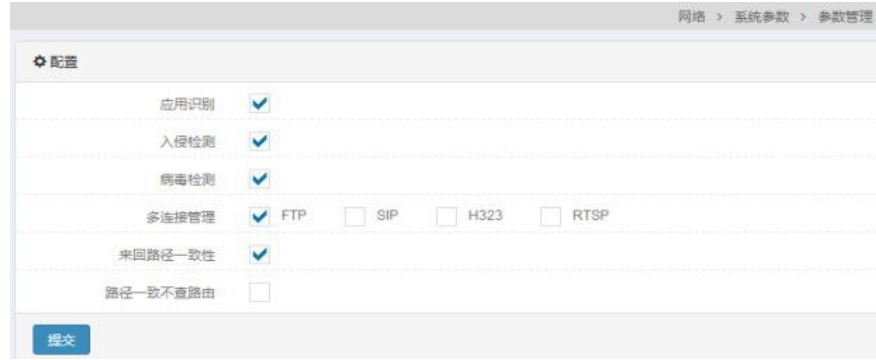 网络 > 系统参数 > 参数管理
配置
应用识别
入侵检测
病毒检测
多连接管理 FTP SIP H323 RTSP
来回路径一致性
路径一致不查路由
提交